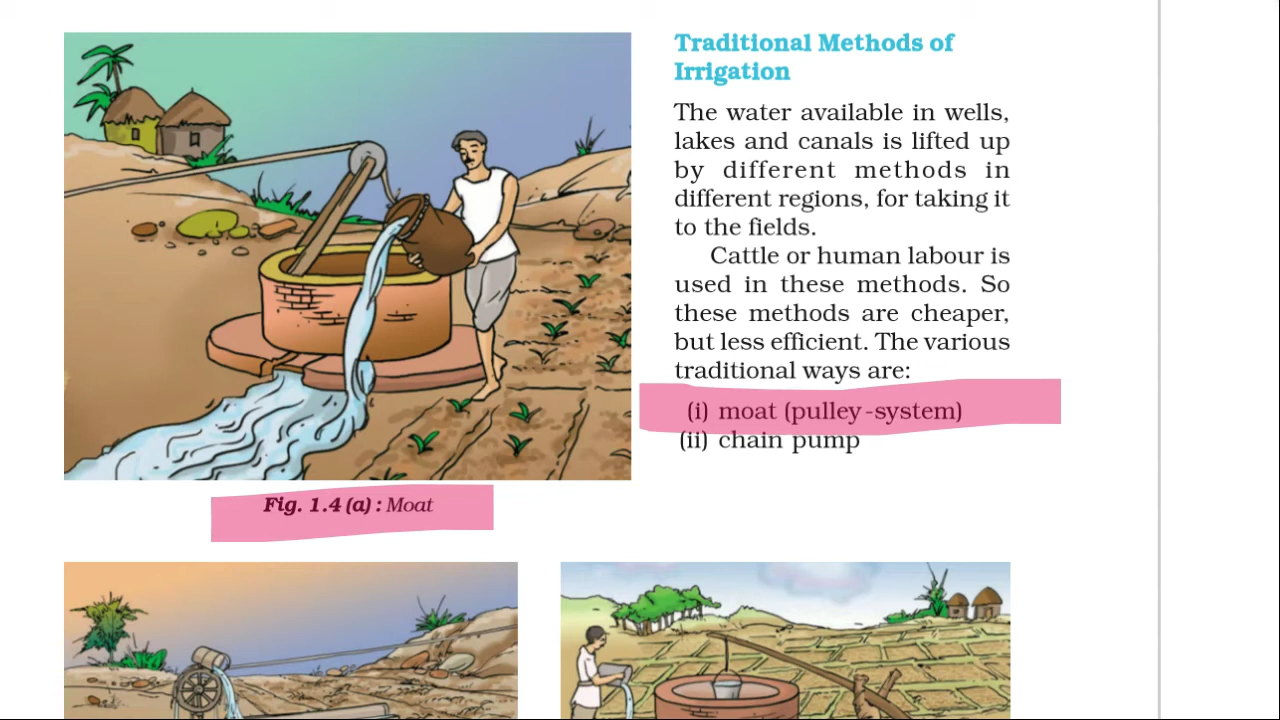 Traditional Methods of
Irrigation
The water available in wells,
lakes and canals is lifted up
by different methods in
different regions, for taking it
to the fields.
Cattle or human labour is
used in these methods. So
these methods are cheaper,
but less efficient. The various
traditional ways are:
(i) moat (pulley-system)
(ii) chain pump
Fig. 1.4 (a) : Moat